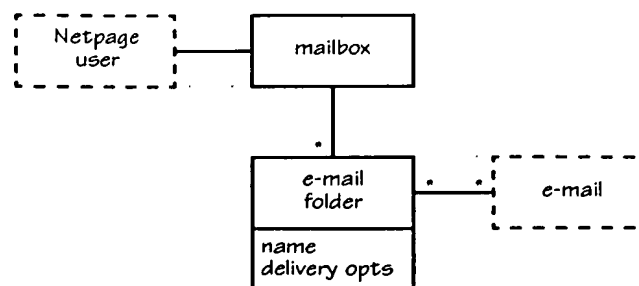 Netpage
user
mailbox
*
e-mail
folder
* *
e-mail
name
delivery opts